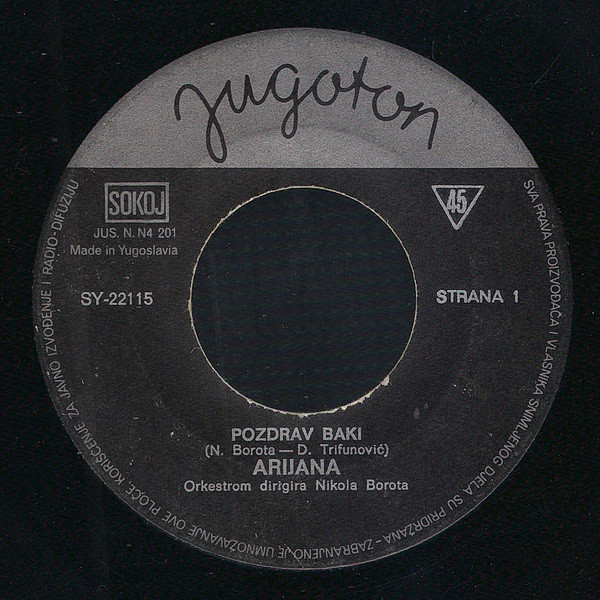 jugoton
SOKOJ
45
JUS. N. N4 201
Made in Yugoslavia
SY-22115
STRANA 1
POZDRAV BAKI
(N. Borota — D. Trifunović)
ARIJANA
Orkestrom dirigira Nikola Borota
SVA PRAVA PROIZVOĐAČA I VLASNIKA SNIMLJENOG DJELA SU PRIDRŽANA – ZABRANJENO JE UMNOŽAVANJE OVE PLOČE, KORIŠĆENJE ZA JAVNO IZVOĐENJE I RADIO-DIFUZIJU